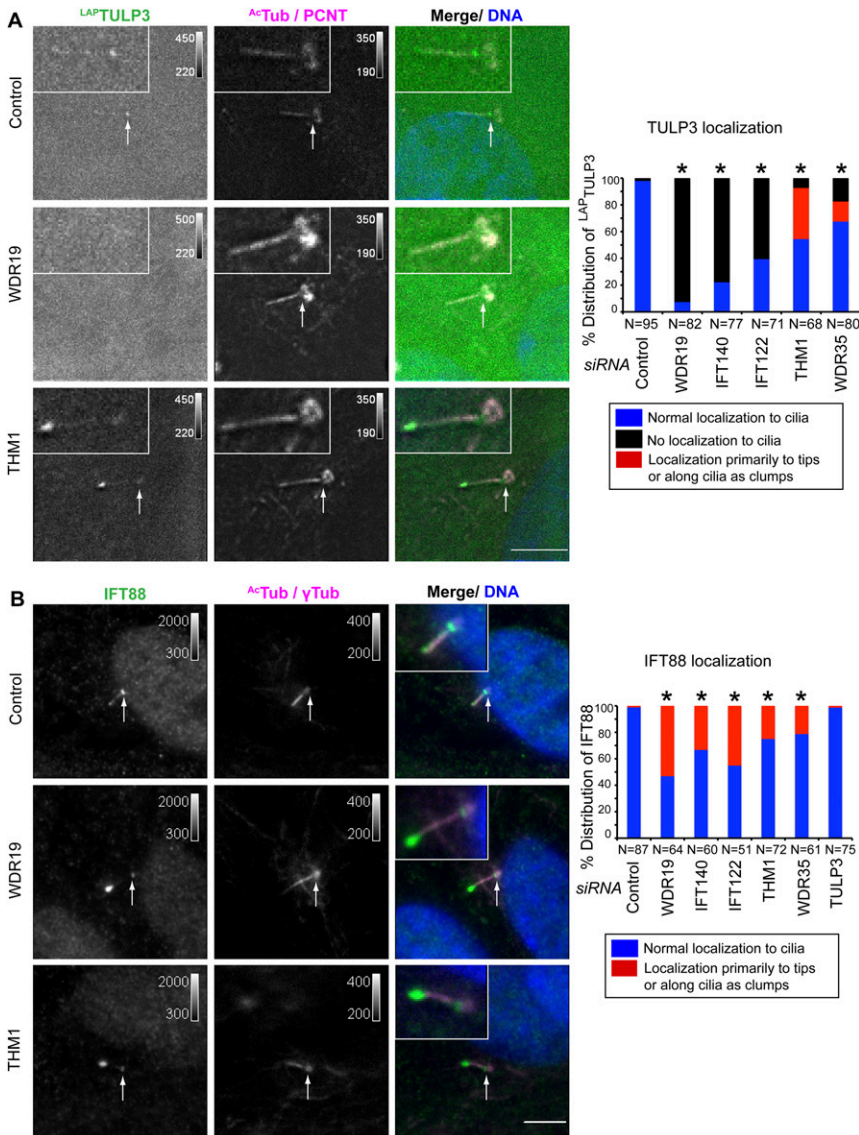 A
LAPTULP3
AcTub / PCNT
Merge/ DNA
Control
450
220
350
190
WDR19
500
220
350
190
THM1
450
220
350
190
TULP3 localization
% Distribution of LAPTULP3
100
80
60
40
20
0
* * * * *
N=95 N=82 N=77 N=71 N=68 N=80
siRNA
Control
WDR19
IFT140
IFT122
THM1
WDR35
Normal localization to cilia
No localization to cilia
Localization primarily to tips
or along cilia as clumps
B
IFT88
AcTub / γTub
Merge/ DNA
Control
2000
300
400
200
WDR19
2000
300
400
200
THM1
2000
300
400
200
IFT88 localization
% Distribution of IFT88
100
80
60
40
20
0
* * * * *
N=87 N=64 N=60 N=51 N=72 N=61 N=75
siRNA
Control
WDR19
IFT140
IFT122
THM1
WDR35
TULP3
Normal localization to cilia
Localization primarily to tips
or along cilia as clumps